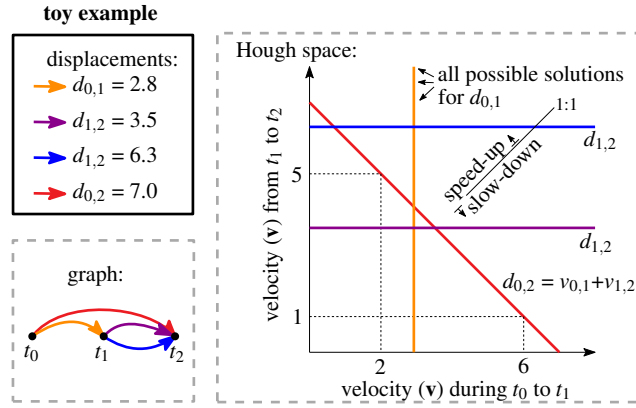 toy example
displacements:
d0,1 = 2.8
d1,2 = 3.5
d1,2 = 6.3
d0,2 = 7.0
graph:
t0 t1 t2
Hough space:
all possible solutions
for d0,1
1:1
speed-up
slow-down
d1,2
d1,2
d0,2 = v0,1+v1,2
5
1
2 6
velocity (v) from t1 to t2
velocity (v) during t0 to t1